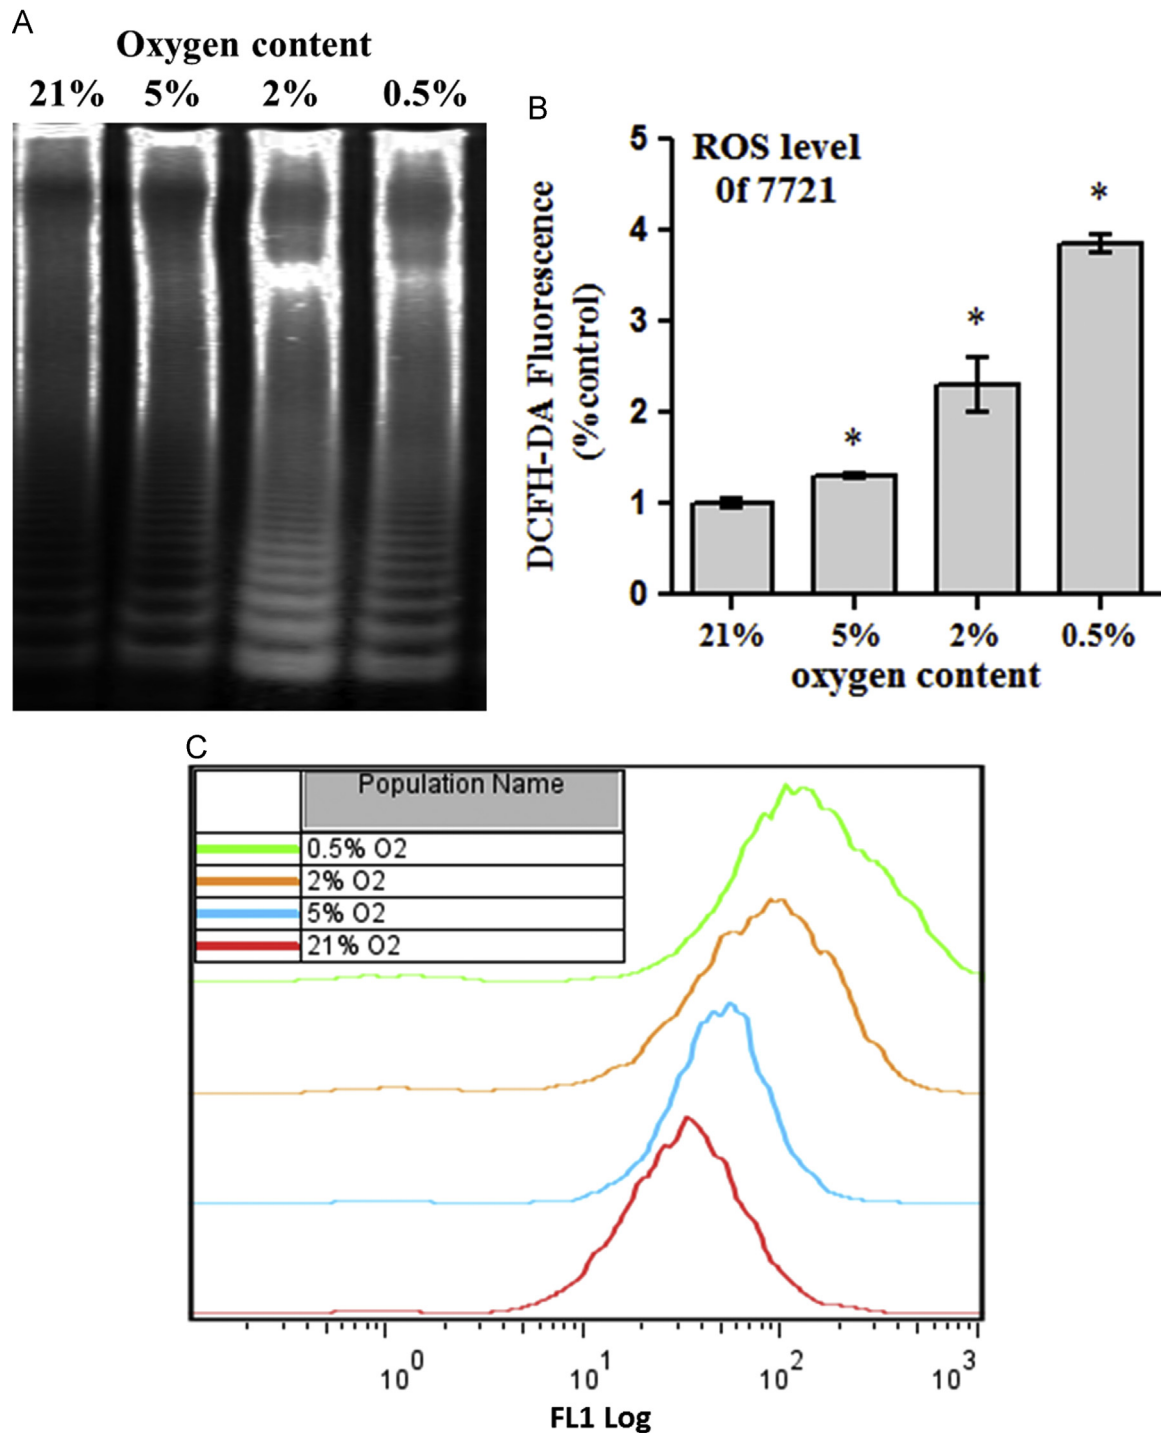 A
Oxygen content
21% 5% 2% 0.5%
B
ROS level
0f 7721
DCFH-DA Fluorescence
(% control)
5
4
3
2
1
0
* * * *
21% 5% 2% 0.5%
oxygen content
C
Population Name
0.5% O2
2% O2
5% O2
21% O2
10^0 10^1 10^2 10^3
FL1 Log